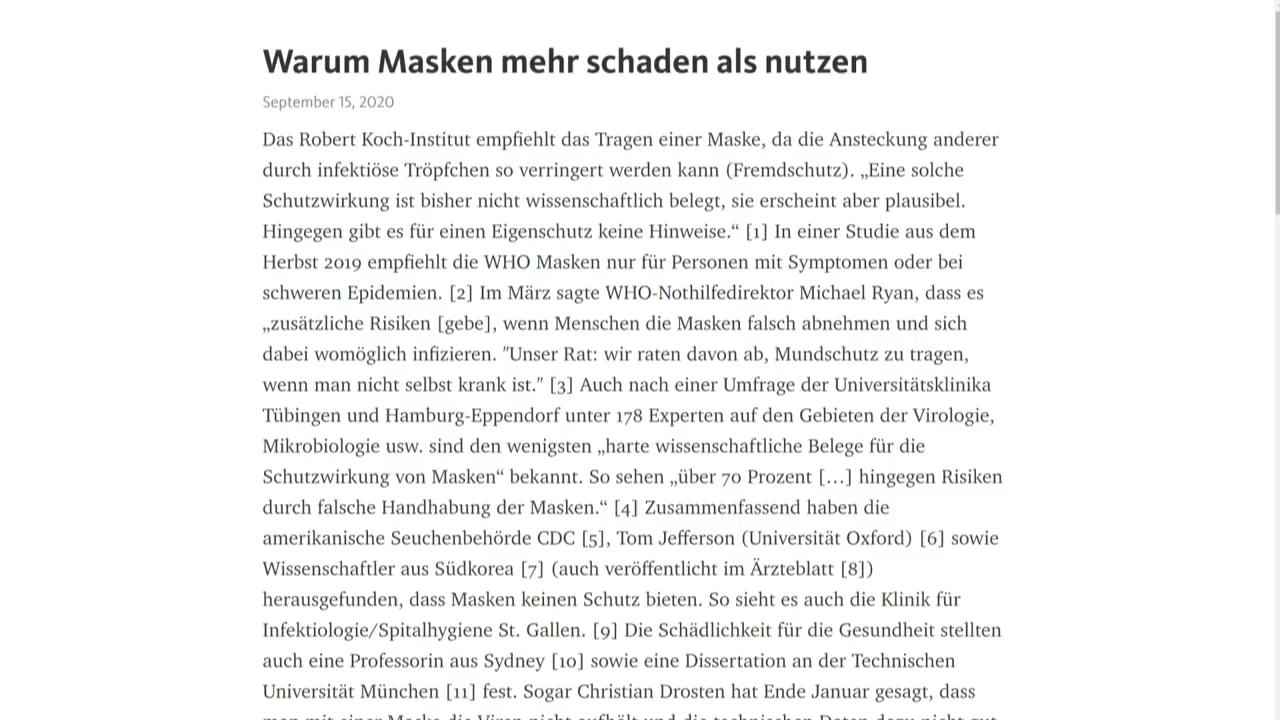 Warum Masken mehr schaden als nutzen
September 15, 2020
Das Robert Koch-Institut empfiehlt das Tragen einer Maske, da die Ansteckung anderer
durch infektiöse Tröpfchen so verringert werden kann (Fremdschutz). „Eine solche
Schutzwirkung ist bisher nicht wissenschaftlich belegt, sie erscheint aber plausibel.
Hingegen gibt es für einen Eigenschutz keine Hinweise.“ [1] In einer Studie aus dem
Herbst 2019 empfiehlt die WHO Masken nur für Personen mit Symptomen oder bei
schweren Epidemien. [2] Im März sagte WHO-Nothilfedirektor Michael Ryan, dass es
„zusätzliche Risiken [gebe], wenn Menschen die Masken falsch abnehmen und sich
dabei womöglich infizieren. "Unser Rat: wir raten davon ab, Mundschutz zu tragen,
wenn man nicht selbst krank ist." [3] Auch nach einer Umfrage der Universitätsklinika
Tübingen und Hamburg-Eppendorf unter 178 Experten auf den Gebieten der Virologie,
Mikrobiologie usw. sind den wenigsten „harte wissenschaftliche Belege für die
Schutzwirkung von Masken“ bekannt. So sehen „über 70 Prozent […] hingegen Risiken
durch falsche Handhabung der Masken.“ [4] Zusammenfassend haben die
amerikanische Seuchenbehörde CDC [5], Tom Jefferson (Universität Oxford) [6] sowie
Wissenschaftler aus Südkorea [7] (auch veröffentlicht im Ärzteblatt [8])
herausgefunden, dass Masken keinen Schutz bieten. So sieht es auch die Klinik für
Infektiologie/Spitalhygiene St. Gallen. [9] Die Schädlichkeit für die Gesundheit stellten
auch eine Professorin aus Sydney [10] sowie eine Dissertation an der Technischen
Universität München [11] fest. Sogar Christian Drosten hat Ende Januar gesagt, dass